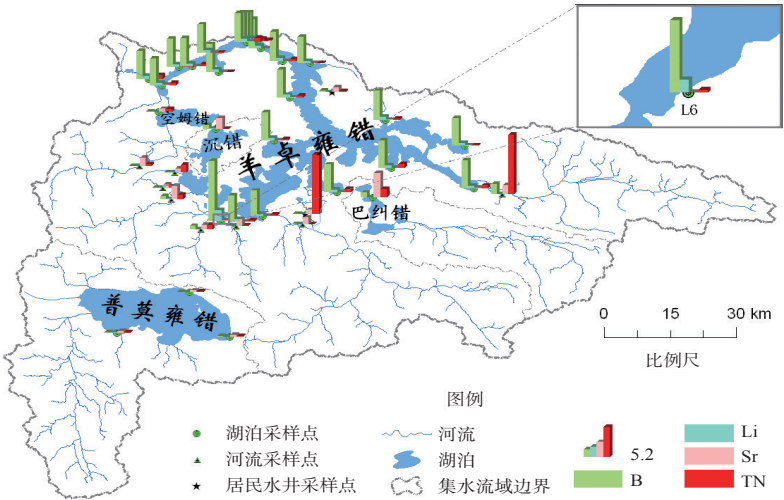 L6
空姆错
沉错
羊卓雍错
巴纠错
普莫雍错
0 15 30 km
比例尺
图例
湖泊采样点
河流采样点
居民水井采样点
河流
湖泊
集水流域边界
5.2
B
Li
Sr
TN